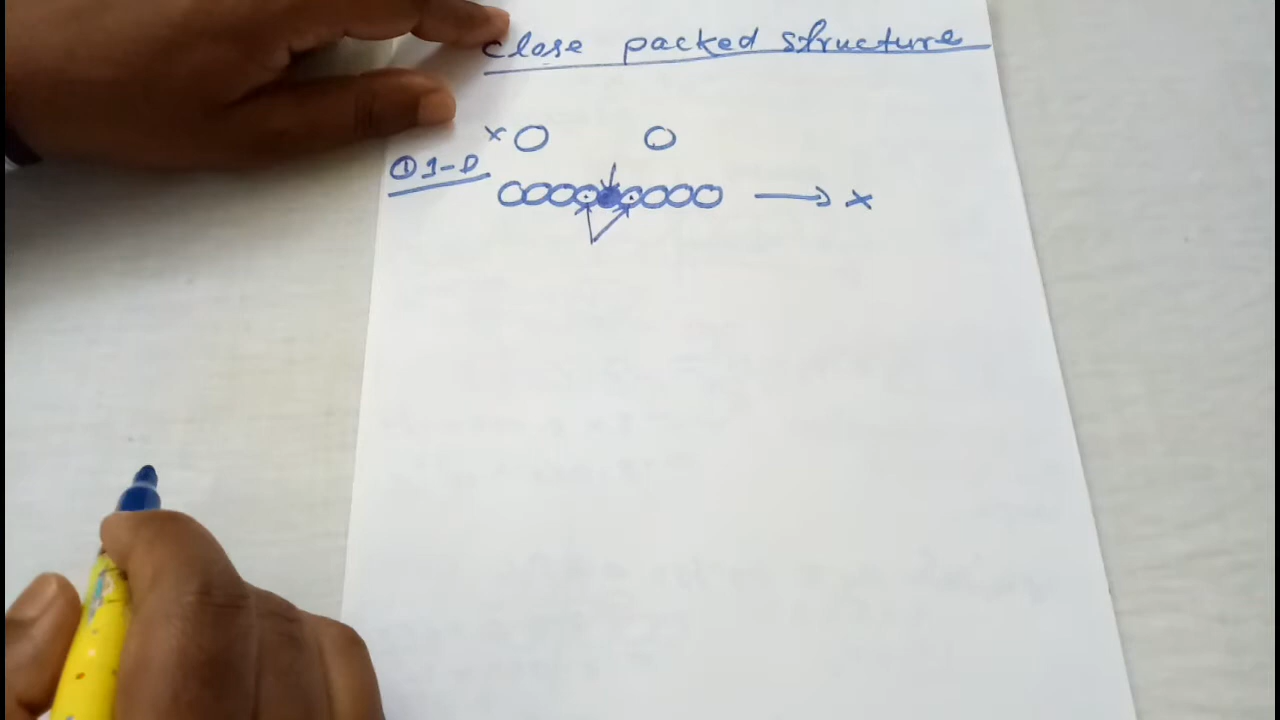 close packed structure
x
① 1-D
x